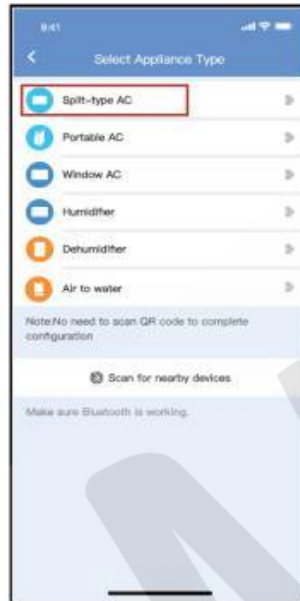 9:41
Select Appliance Type
Split-type AC
Portable AC
Window AC
Humidifier
Dehumidifier
Air to water
Note:No need to scan QR code to complete
configuration
Scan for nearby devices
Make sure Bluetooth is working.